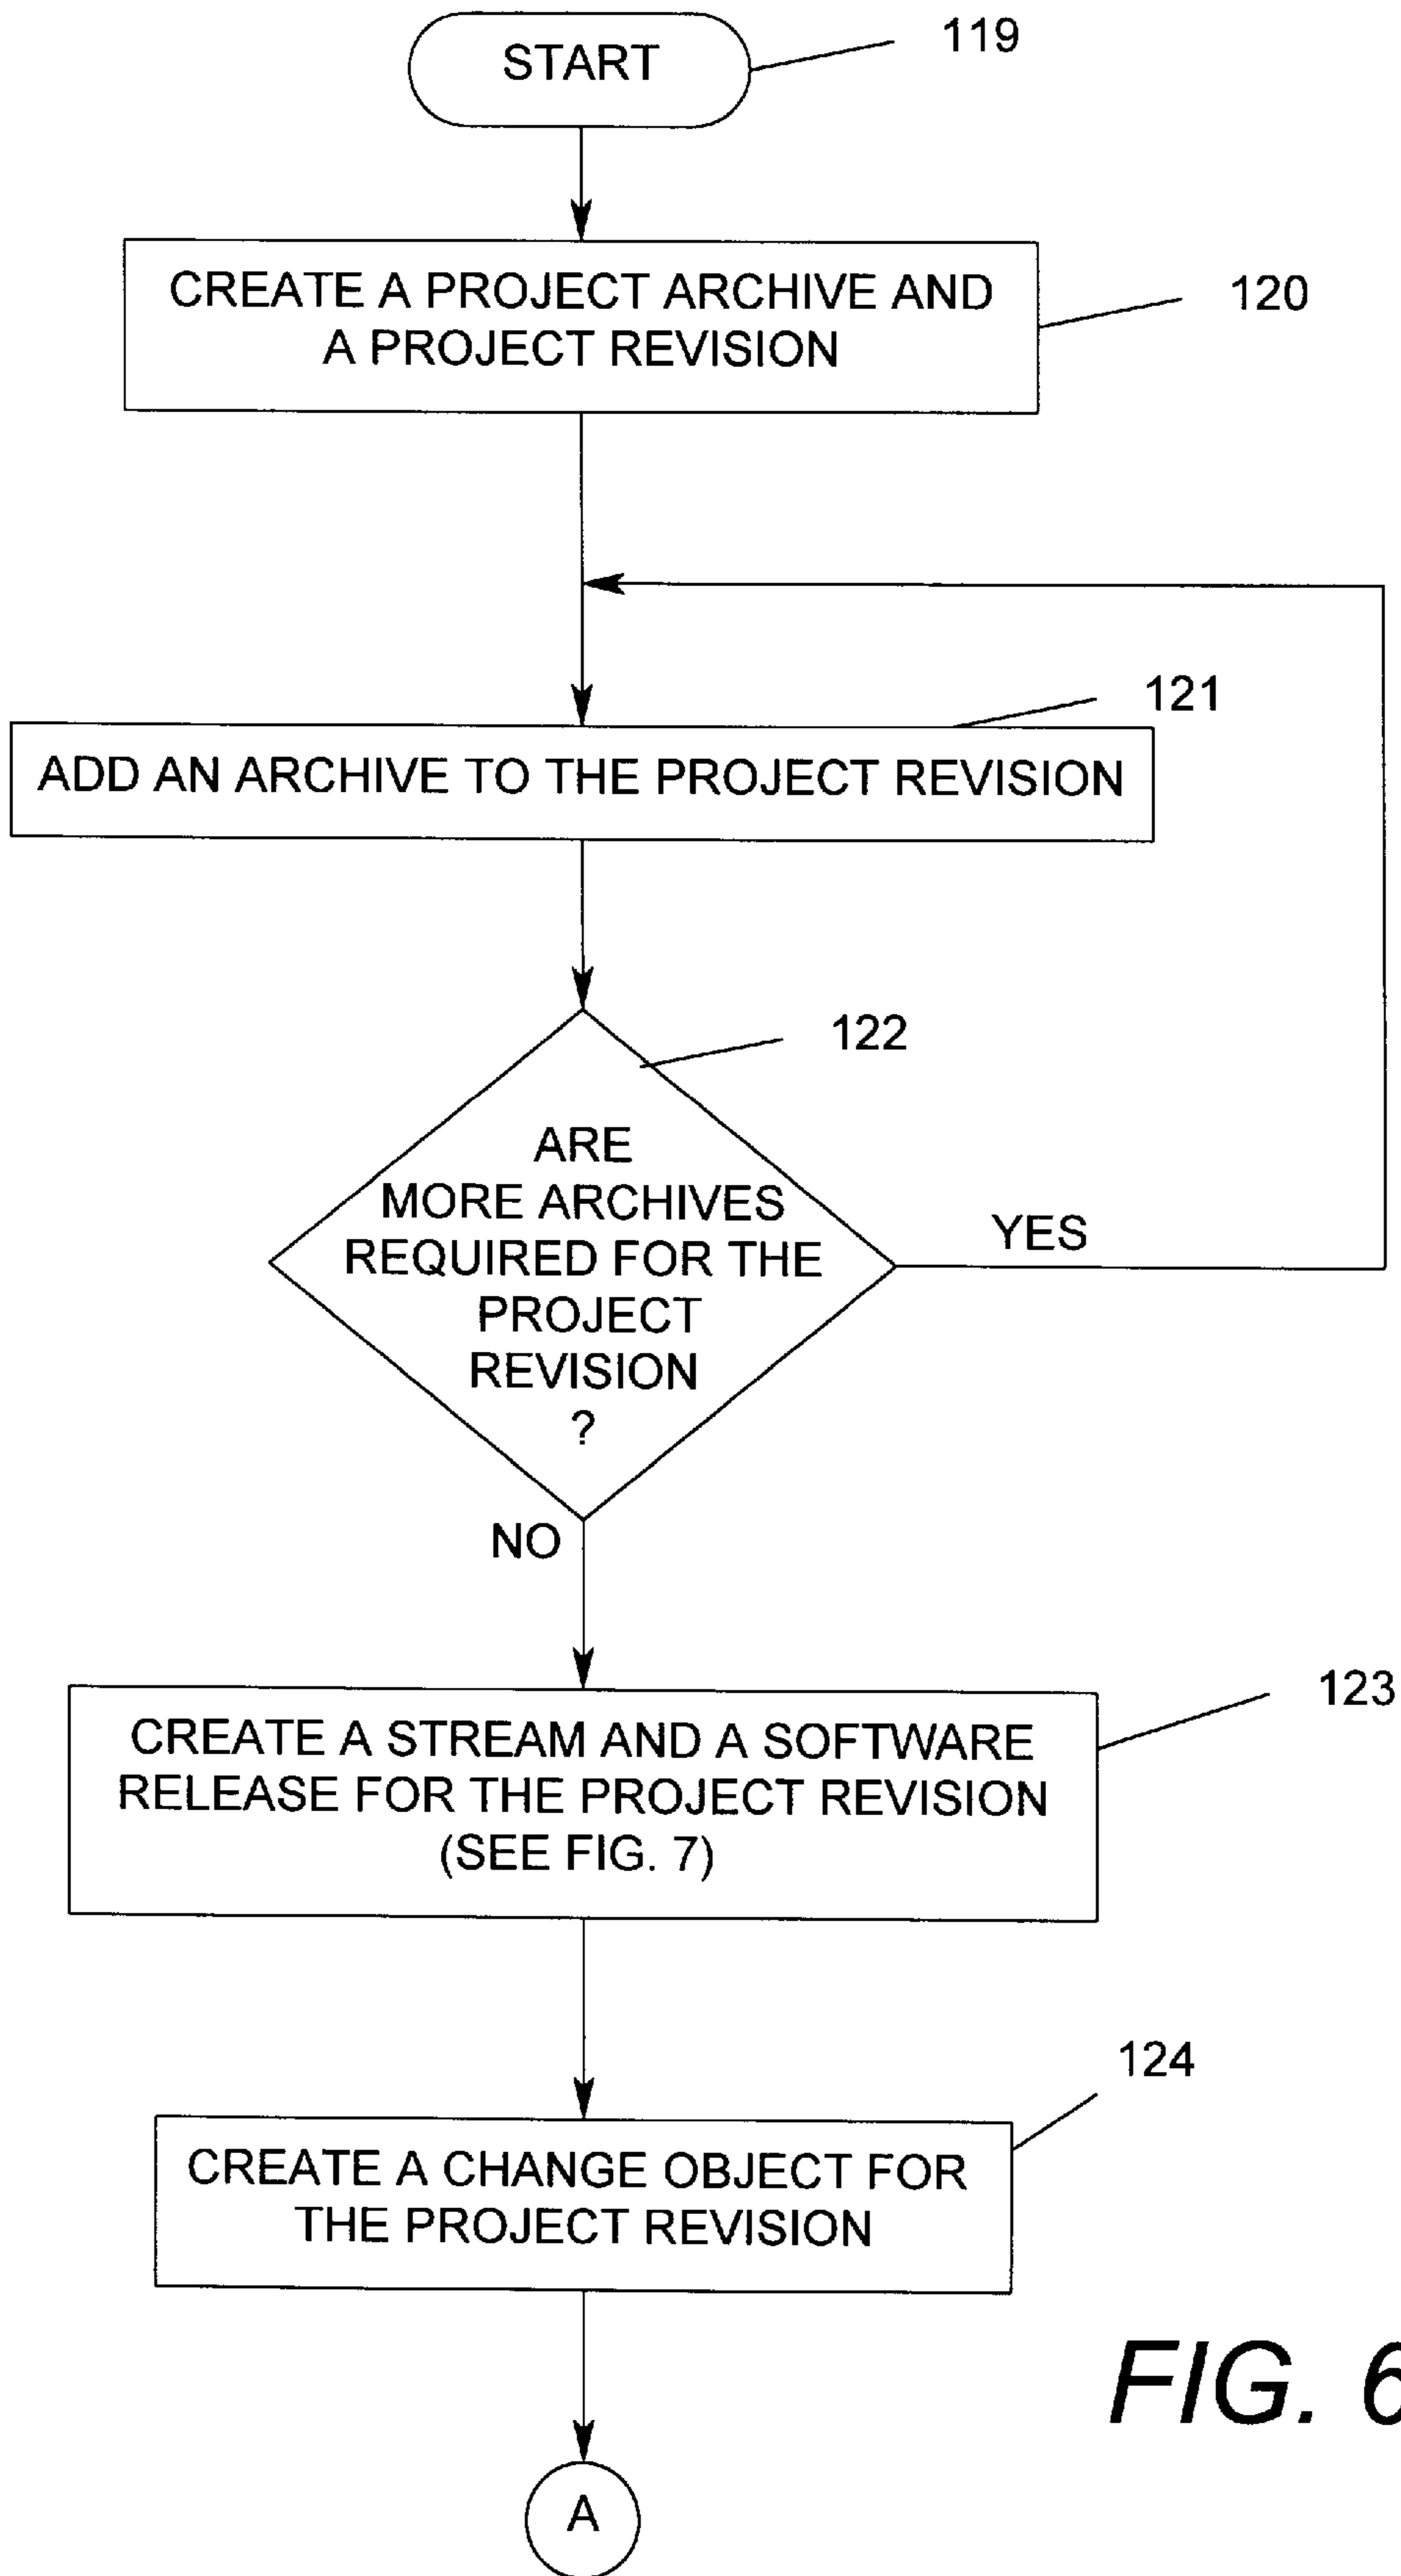 START
119
CREATE A PROJECT ARCHIVE AND
A PROJECT REVISION
120
121
ADD AN ARCHIVE TO THE PROJECT REVISION
122
ARE
MORE ARCHIVES
REQUIRED FOR THE
PROJECT
REVISION
?
YES
NO
123
CREATE A STREAM AND A SOFTWARE
RELEASE FOR THE PROJECT REVISION
(SEE FIG. 7)
124
CREATE A CHANGE OBJECT FOR
THE PROJECT REVISION
FIG. 6
A